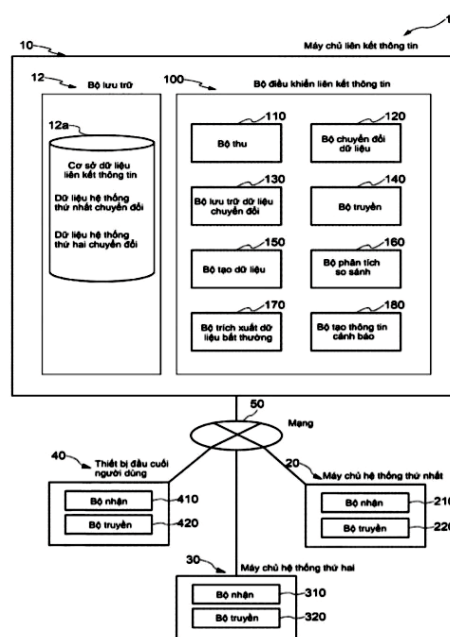 1
10
Máy chủ liên kết thông tin
12
Bộ lưu trữ
100
Bộ điều khiển liên kết thông tin
12a
Cơ sở dữ liệu
liên kết thông tin
Dữ liệu hệ thống
thứ nhất chuyển đổi
Dữ liệu hệ thống
thứ hai chuyển đổi
110
Bộ thu
120
Bộ chuyển đổi
dữ liệu
130
Bộ lưu trữ dữ liệu
chuyển đổi
140
Bộ truyền
150
Bộ tạo dữ liệu
160
Bộ phân tích
so sánh
170
Bộ trích xuất dữ
liệu bất thường
180
Bộ tạo thông tin
cảnh báo
50
Mạng
40
Thiết bị đầu cuối
người dùng
Bộ nhận
410
Bộ truyền
420
20
Máy chủ hệ thống thứ nhất
Bộ nhận
210
Bộ truyền
220
30
Máy chủ hệ thống thứ hai
Bộ nhận
310
Bộ truyền
320